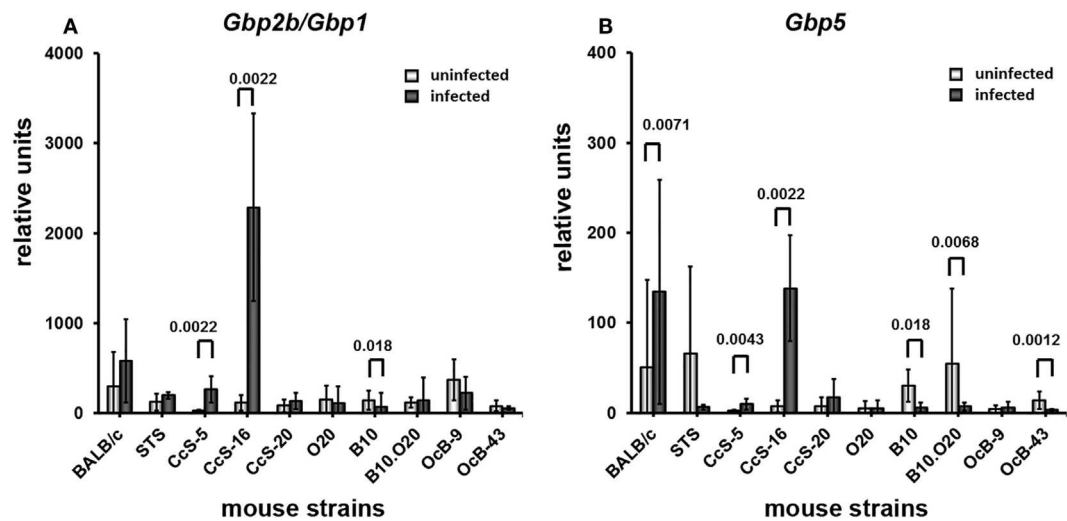 A
Gbp2b/Gbp1
relative units
4000
3000
2000
1000
0
uninfected
infected
0.0022
0.0022
0.018
BALB/c
STS
CcS-5
CcS-16
CcS-20
O20
B10
B10.O20
OcB-9
OcB-43
mouse strains
B
Gbp5
relative units
400
300
200
100
0
uninfected
infected
0.0071
0.0043
0.0022
0.018
0.0068
0.0012
BALB/c
STS
CcS-5
CcS-16
CcS-20
O20
B10
B10.O20
OcB-9
OcB-43
mouse strains